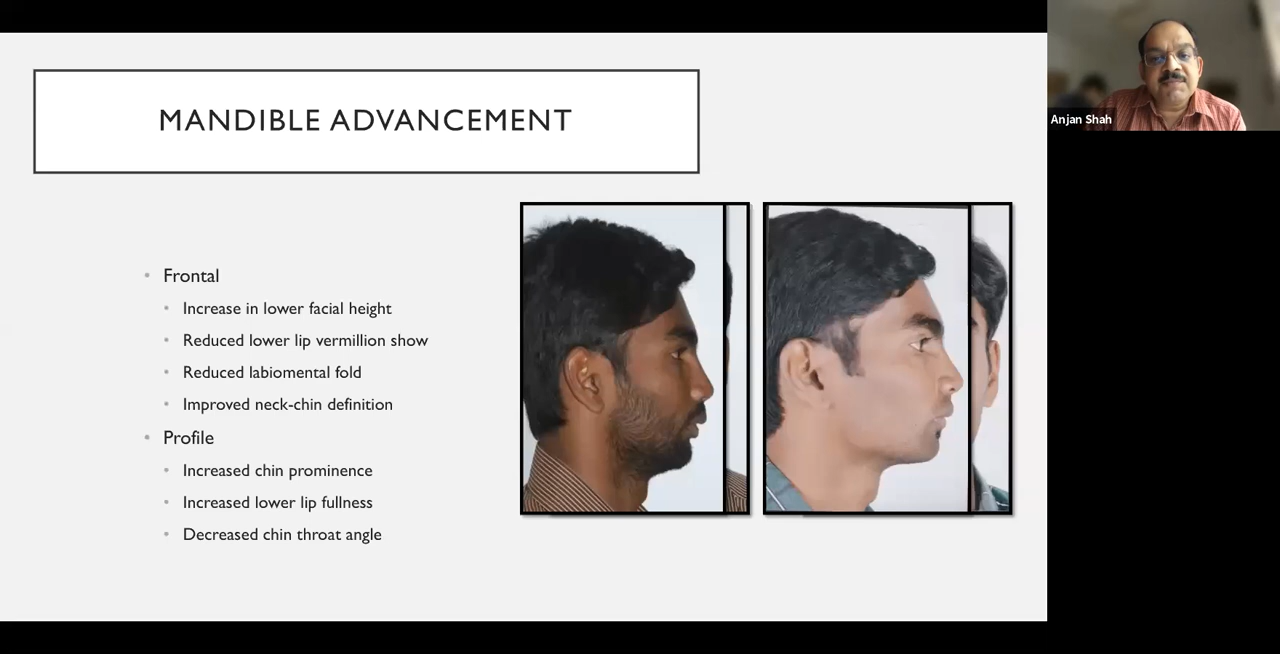 MANDIBLE ADVANCEMENT
Frontal
Increase in lower facial height
Reduced lower lip vermillion show
Reduced labiomental fold
Improved neck-chin definition
Profile
Increased chin prominence
Increased lower lip fullness
Decreased chin throat angle
Anjan Shah